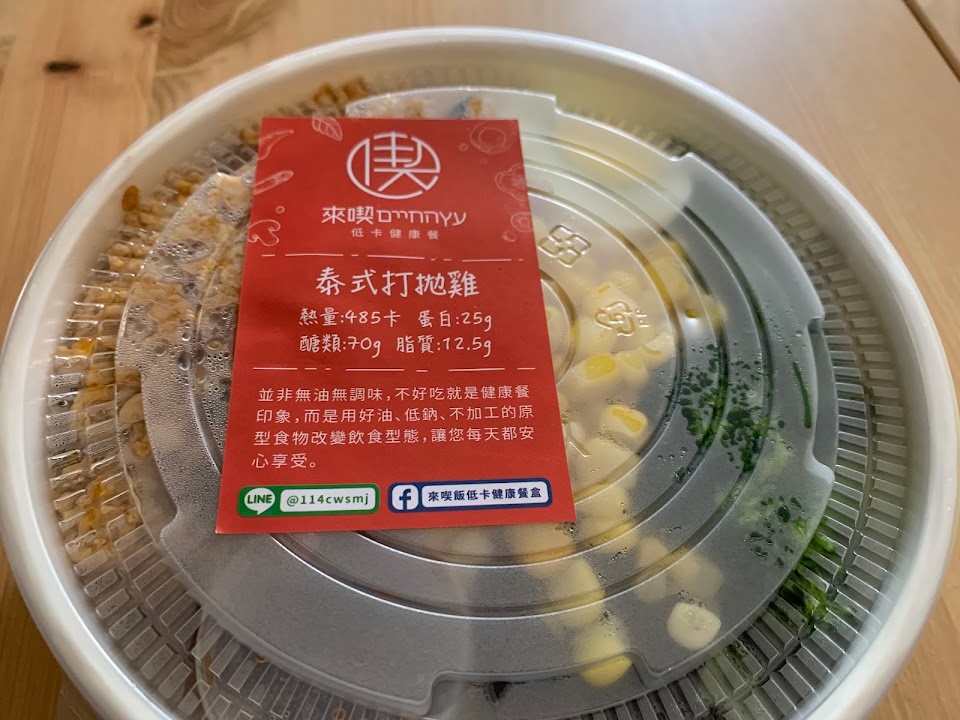 來喫
低卡健康餐
泰式打拋雞
熱量:485卡 蛋白:25g
醣類:70g 脂質:12.5g
並非無油無調味,不好吃就是健康餐
印象,而是用好油、低鈉、不加工的原
型食物改變飲食型態,讓您每天都安
心享受。
LINE @114cwsmj
f 來喫飯低卡健康餐盒